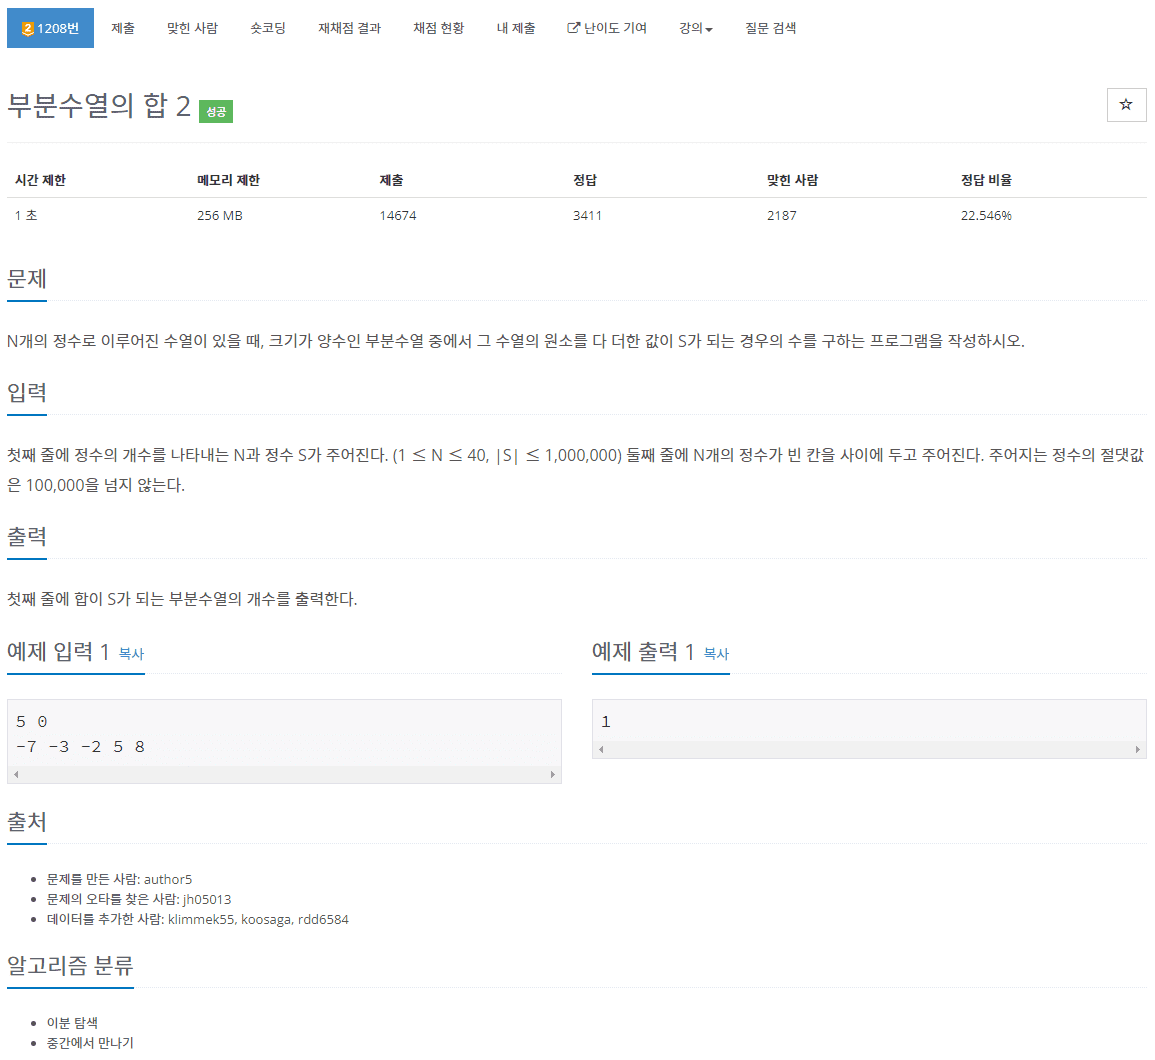 2 1208번 제출 맞힌 사람 숏코딩 재채점 결과 채점 현황 내 제출 난이도 기여 강의 질문 검색
부분수열의 합 2 성공
시간 제한 메모리 제한 제출 정답 맞힌 사람 정답 비율
1 초 256 MB 14674 3411 2187 22.546%
문제
N개의 정수로 이루어진 수열이 있을 때, 크기가 양수인 부분수열 중에서 그 수열의 원소를 다 더한 값이 S가 되는 경우의 수를 구하는 프로그램을 작성하시오.
입력
첫째 줄에 정수의 개수를 나타내는 N과 정수 S가 주어진다. (1 ≤ N ≤ 40, |S| ≤ 1,000,000) 둘째 줄에 N개의 정수가 빈 칸을 사이에 두고 주어진다. 주어지는 정수의 절댓값
은 100,000을 넘지 않는다.
출력
첫째 줄에 합이 S가 되는 부분수열의 개수를 출력한다.
예제 입력 1 복사
5 0
-7 -3 -2 5 8
예제 출력 1 복사
1
출처
문제를 만든 사람: author5
문제의 오타를 찾은 사람: jh05013
데이터를 추가한 사람: klimmek55, koosaga, rdd6584
알고리즘 분류
이분 탐색
중간에서 만나기